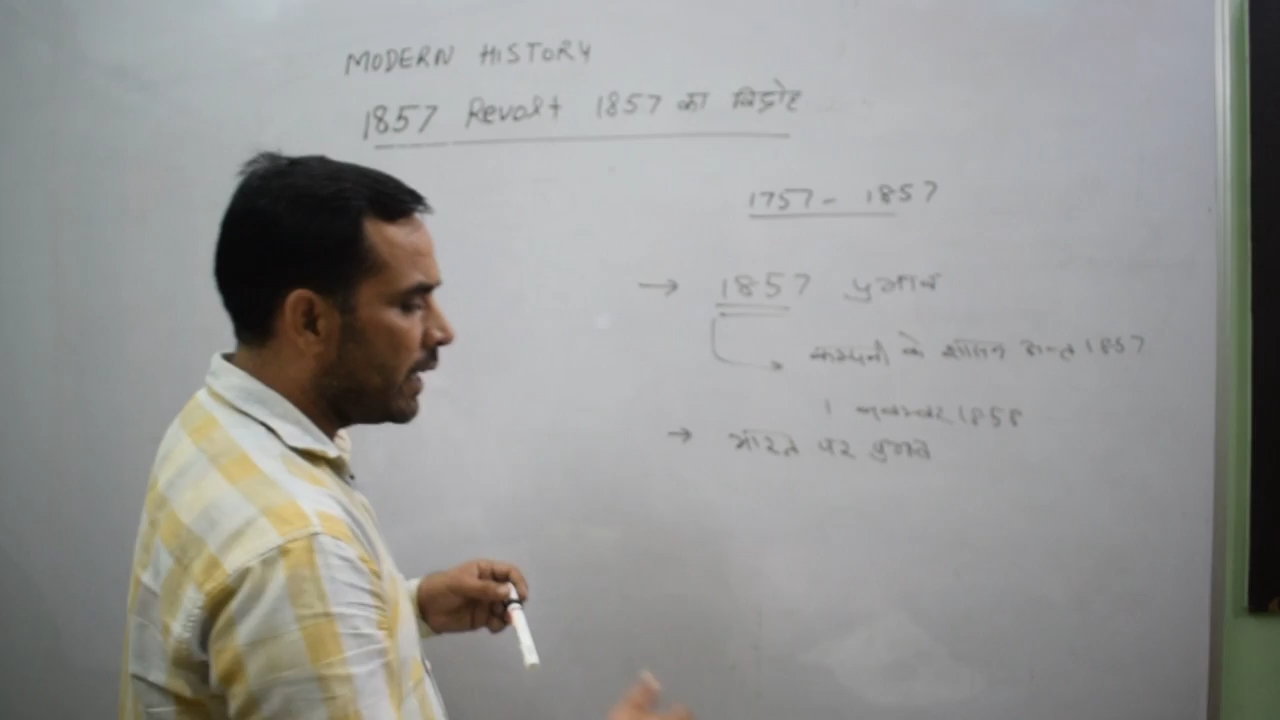 MODERN HISTORY
1857 Revolt 1857 का विद्रोह
1757 - 1857
→ 1857 प्रभाव
कम्पनी के शासन अन्त 1857
1 नवम्बर 1858
→ भारत पर प्रभाव